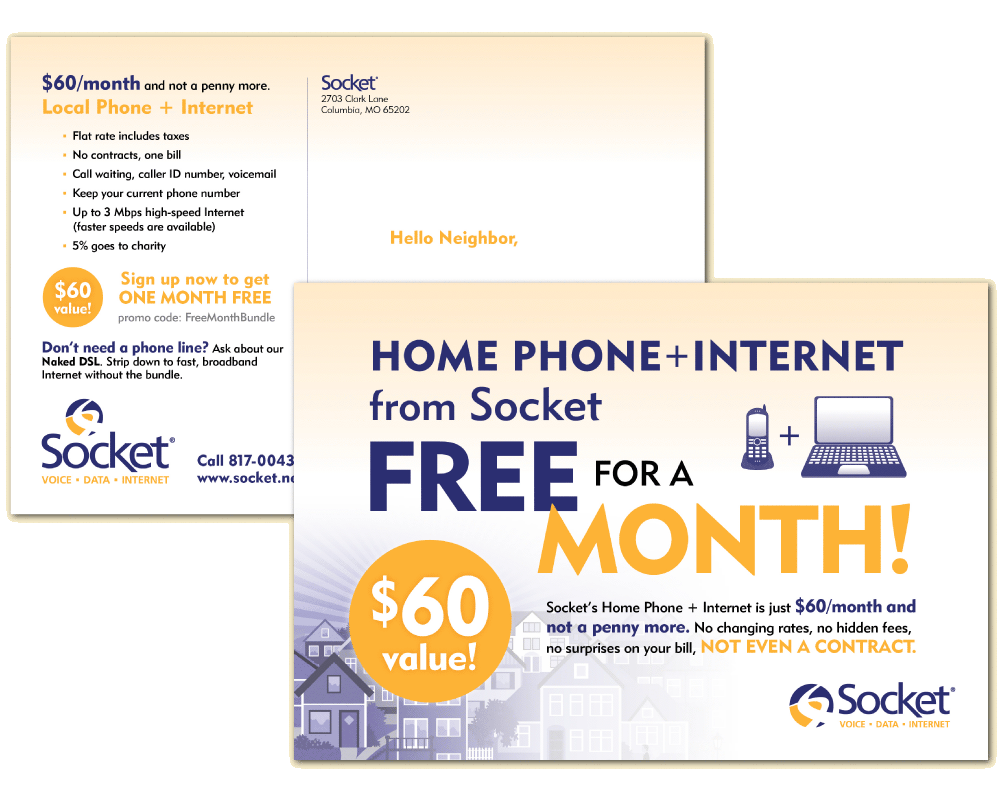 $60/month and not a penny more.
Local Phone + Internet
• Flat rate includes taxes
• No contracts, one bill
• Call waiting, caller ID number, voicemail
• Keep your current phone number
• Up to 3 Mbps high-speed Internet
(faster speeds are available)
• 5% goes to charity
$60
value!
Sign up now to get
ONE MONTH FREE
promo code: FreeMonthBundle
Don't need a phone line? Ask about our
Naked DSL. Strip down to fast, broadband
Internet without the bundle.
Socket®
VOICE • DATA • INTERNET
Call 817-0043
www.socket.n
Socket®
2703 Clark Lane
Columbia, MO 65202
Hello Neighbor,
HOME PHONE+INTERNET
from Socket
FREE FOR A
MONTH!
+
$60
value!
Socket's Home Phone + Internet is just $60/month and
not a penny more. No changing rates, no hidden fees,
no surprises on your bill, NOT EVEN A CONTRACT.
Socket®
VOICE • DATA • INTERNET